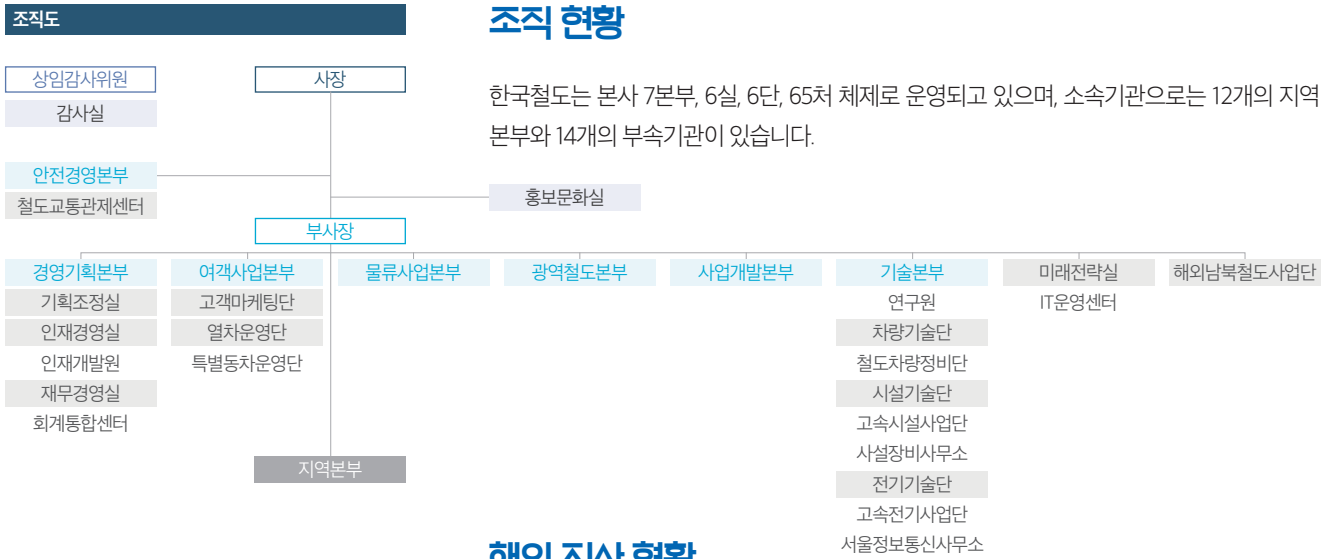 조직도
조직 현황
상임감사위원
사장
감사실
한국철도는 본사 7본부, 6실, 6단, 65처 체제로 운영되고 있으며, 소속기관으로는 12개의 지역
본부와 14개의 부속기관이 있습니다.
안전경영본부
철도교통관제센터
홍보문화실
부사장
경영기획본부
기획조정실
인재경영실
인재개발원
재무경영실
회계통합센터
여객사업본부
고객마케팅단
열차운영단
특별동차운영단
물류사업본부
광역철도본부
사업개발본부
기술본부
연구원
차량기술단
철도차량정비단
시설기술단
고속시설사업단
사설장비사무소
전기기술단
고속전기사업단
서울정보통신사무소
미래전략실
IT운영센터
해외남북철도사업단
지역본부
해외 지사 현황